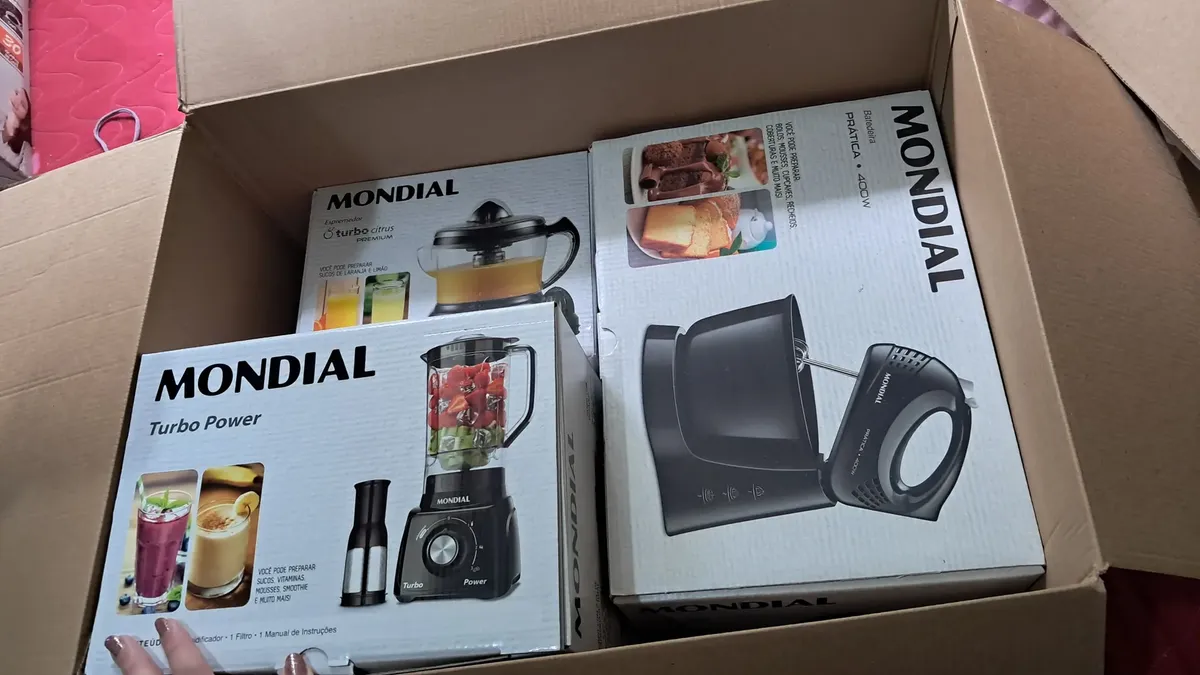 30
MONDIAL
Espremedor
turbo citrus
PREMIUM
VOCÊ PODE PREPARAR
SUCOS DE LARANJA E LIMÃO
MONDIAL
Batedeira
PRÁTICA • 400W
VOCÊ PODE PREPARAR
BOLOS, MOUSSES, CUPCAKES, RECHEIOS,
COBERTURAS E MUITO MAIS!
MONDIAL
PRÁTICA • 400W
MONDIAL
MONDIAL
Turbo Power
MONDIAL
Turbo
Power
VOCÊ PODE PREPARAR
SUCOS, VITAMINAS,
MOUSSES, SMOOTHIE
E MUITO MAIS!
1 Filtro • 1 Manual de Instruções
MONDIAL